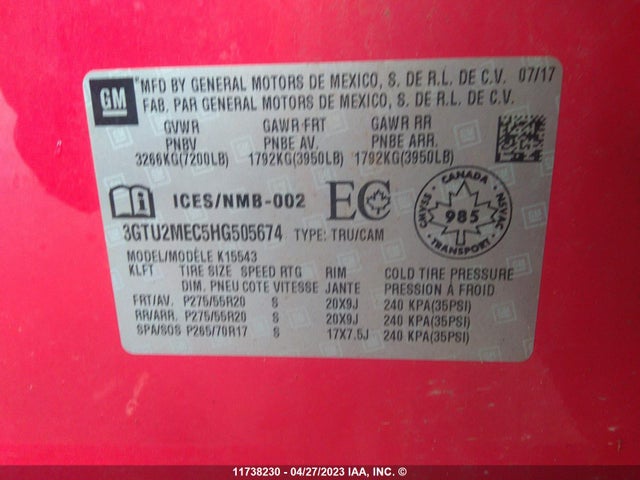 GM
*MFD BY GENERAL MOTORS DE MEXICO, S. DE R.L. DE C.V. 07/17
FAB. PAR GENERAL MOTORS DE MEXICO, S. DE R.L. DE C.V.
GVWR GAWR FRT GAWR RR
PNBV PNBE AV. PNBE ARR.
3266KG(7200LB) 1792KG(3950LB) 1792KG(3950LB)
ICES/NMB-002 EC
CANADA
985
TRANSPORT
CMVSS
NSVAC
3GTU2MEC5HG505674 TYPE: TRU/CAM
MODEL/MODÈLE K15543
KLFT TIRE SIZE SPEED RTG RIM COLD TIRE PRESSURE
DIM. PNEU COTE VITESSE JANTE PRESSION À FROID
FRT/AV. P275/55R20 S 20X9J 240 KPA(35PSI)
RR/ARR. P275/55R20 S 20X9J 240 KPA(35PSI)
SPA/SOS P265/70R17 S 17X7.5J 240 KPA(35PSI)
11738230 - 04/27/2023 IAA, Inc. ©